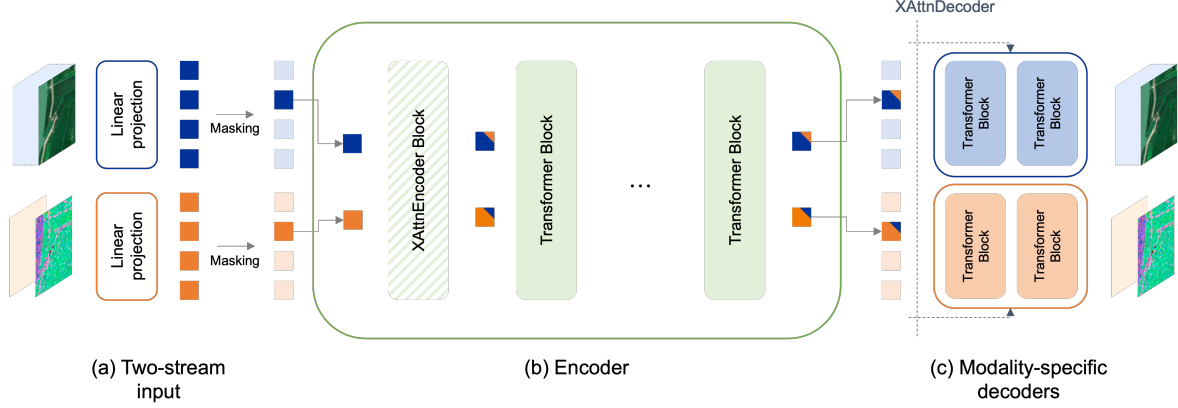 XAttnDecoder
Linear
projection
Masking
Linear
projection
Masking
XAttnEncoder Block
Transformer Block
...
Transformer Block
Transformer
Block
Transformer
Block
Transformer
Block
Transformer
Block
(a) Two-stream
input
(b) Encoder
(c) Modality-specific
decoders